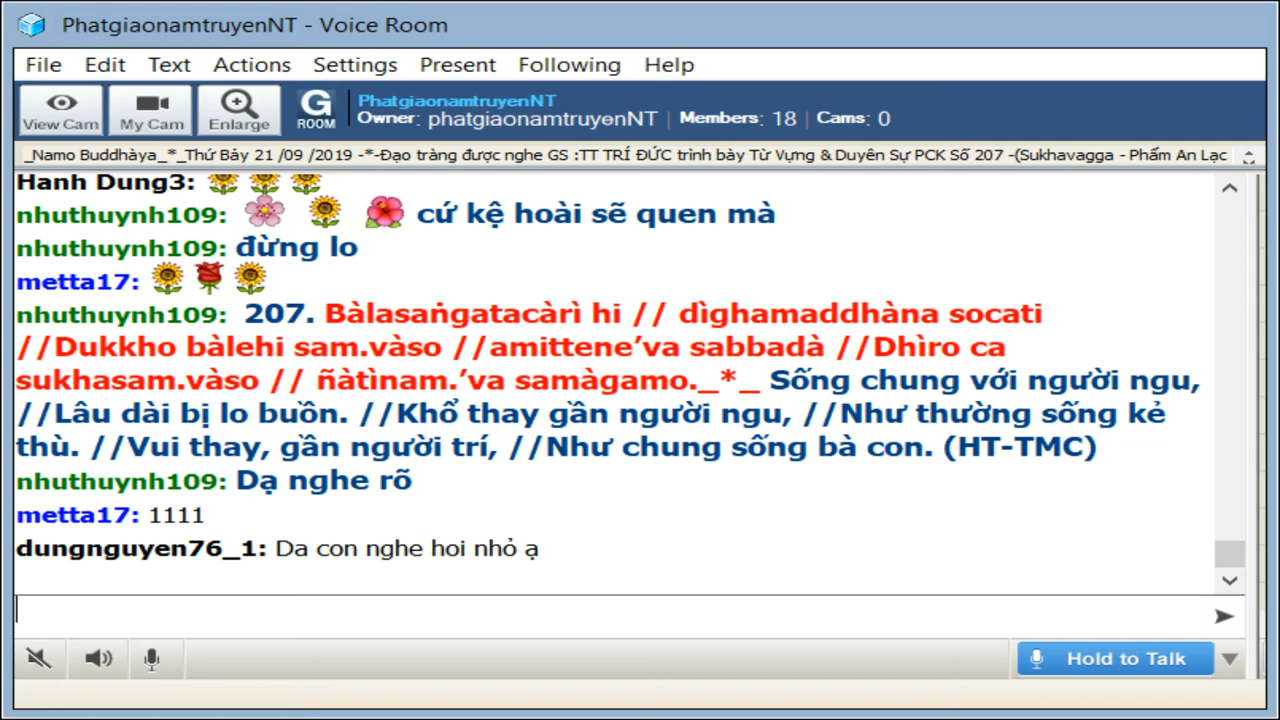 PhatgiaonamtruyenNT - Voice Room
File Edit Text Actions Settings Present Following Help
View Cam My Cam Enlarge G ROOM
PhatgiaonamtruyenNT
Owner: phatgiaonamtruyenNT | Members: 18 | Cams: 0
_Namo Buddhàya_*_Thứ Bảy 21 /09 /2019 -*-Đạo tràng được nghe GS :TT TRÍ ĐỨC trình bày Từ Vựng & Duyên Sự PCK Số 207 -(Sukhavagga - Phẩm An Lạc
Hanh Dung3:
nhuthuynh109: cứ kệ hoài sẽ quen mà
nhuthuynh109: đừng lo
metta17:
nhuthuynh109: 207. Bàlasaṅgatacàrì hi // dìghamaddhàna socati
//Dukkho bàlehi sam.vàso //amittene’va sabbadà //Dhìro ca
sukhasam.vàso // ñàtìnam.’va samàgamo._*_ Sống chung với người ngu,
//Lâu dài bị lo buồn. //Khổ thay gần người ngu, //Như thường sống kẻ
thù. //Vui thay, gần người trí, //Như chung sống bà con. (HT-TMC)
nhuthuynh109: Dạ nghe rõ
metta17: 1111
dungnguyen76_1: Da con nghe hoi nhỏ ạ
Hold to Talk